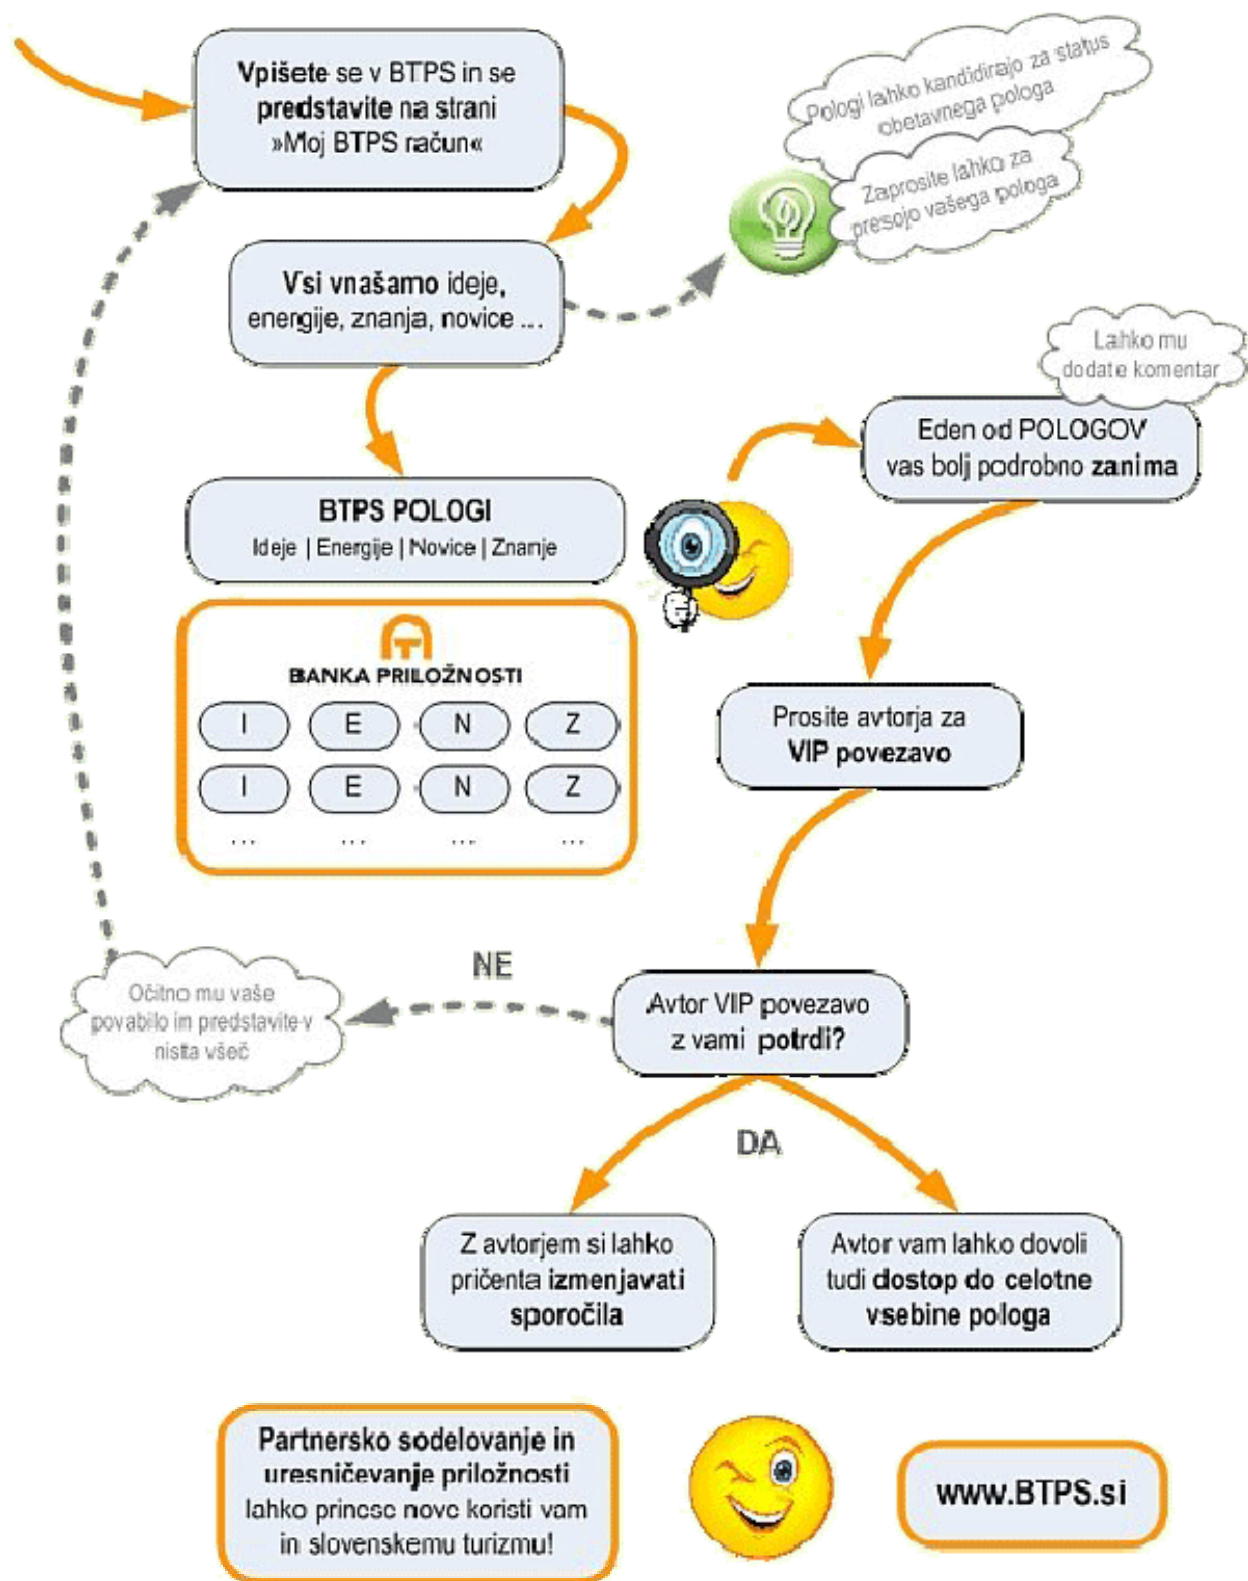 Vpišete se v BTPS in se
predstavite na strani
»Moj BTPS račun«
Pologi lahko kandidirajo za status
obetavnega pologa
Zaprosite lahko za
presojo vašega pologa
Vsi vnašamo ideje,
energije, znanja, novice ...
Lahko mu
dodate komentar
Eden od POLOGOV
vas bolj podrobno zanima
BTPS POLOGI
Ideje | Energije | Novice | Znanje
BANKA PRILOŽNOSTI
I E N Z
I E N Z
... ... ... ...
Prosite avtorja za
VIP povezavo
NE
Očitno mu vaše
povabilo in predstavitev
nista všeč
Avtor VIP povezavo
z vami potrdi?
DA
Z avtorjem si lahko
pričenta izmenjavati
sporočila
Avtor vam lahko dovoli
tudi dostop do celotne
vsebine pologa
Partnersko sodelovanje in
uresničevanje priložnosti
lahko prinese nove koristi vam
in slovenskemu turizmu!
www.BTPS.si